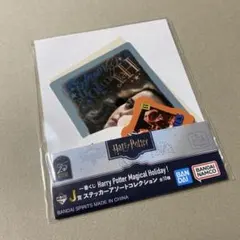 Harry Potter
一番くじ Harry Potter Magical Holiday!
J賞 ステッカーアソートコレクション
BANDAI SPIRITS MADE IN CHINA
BANDAI
BANDAI
NAMCO